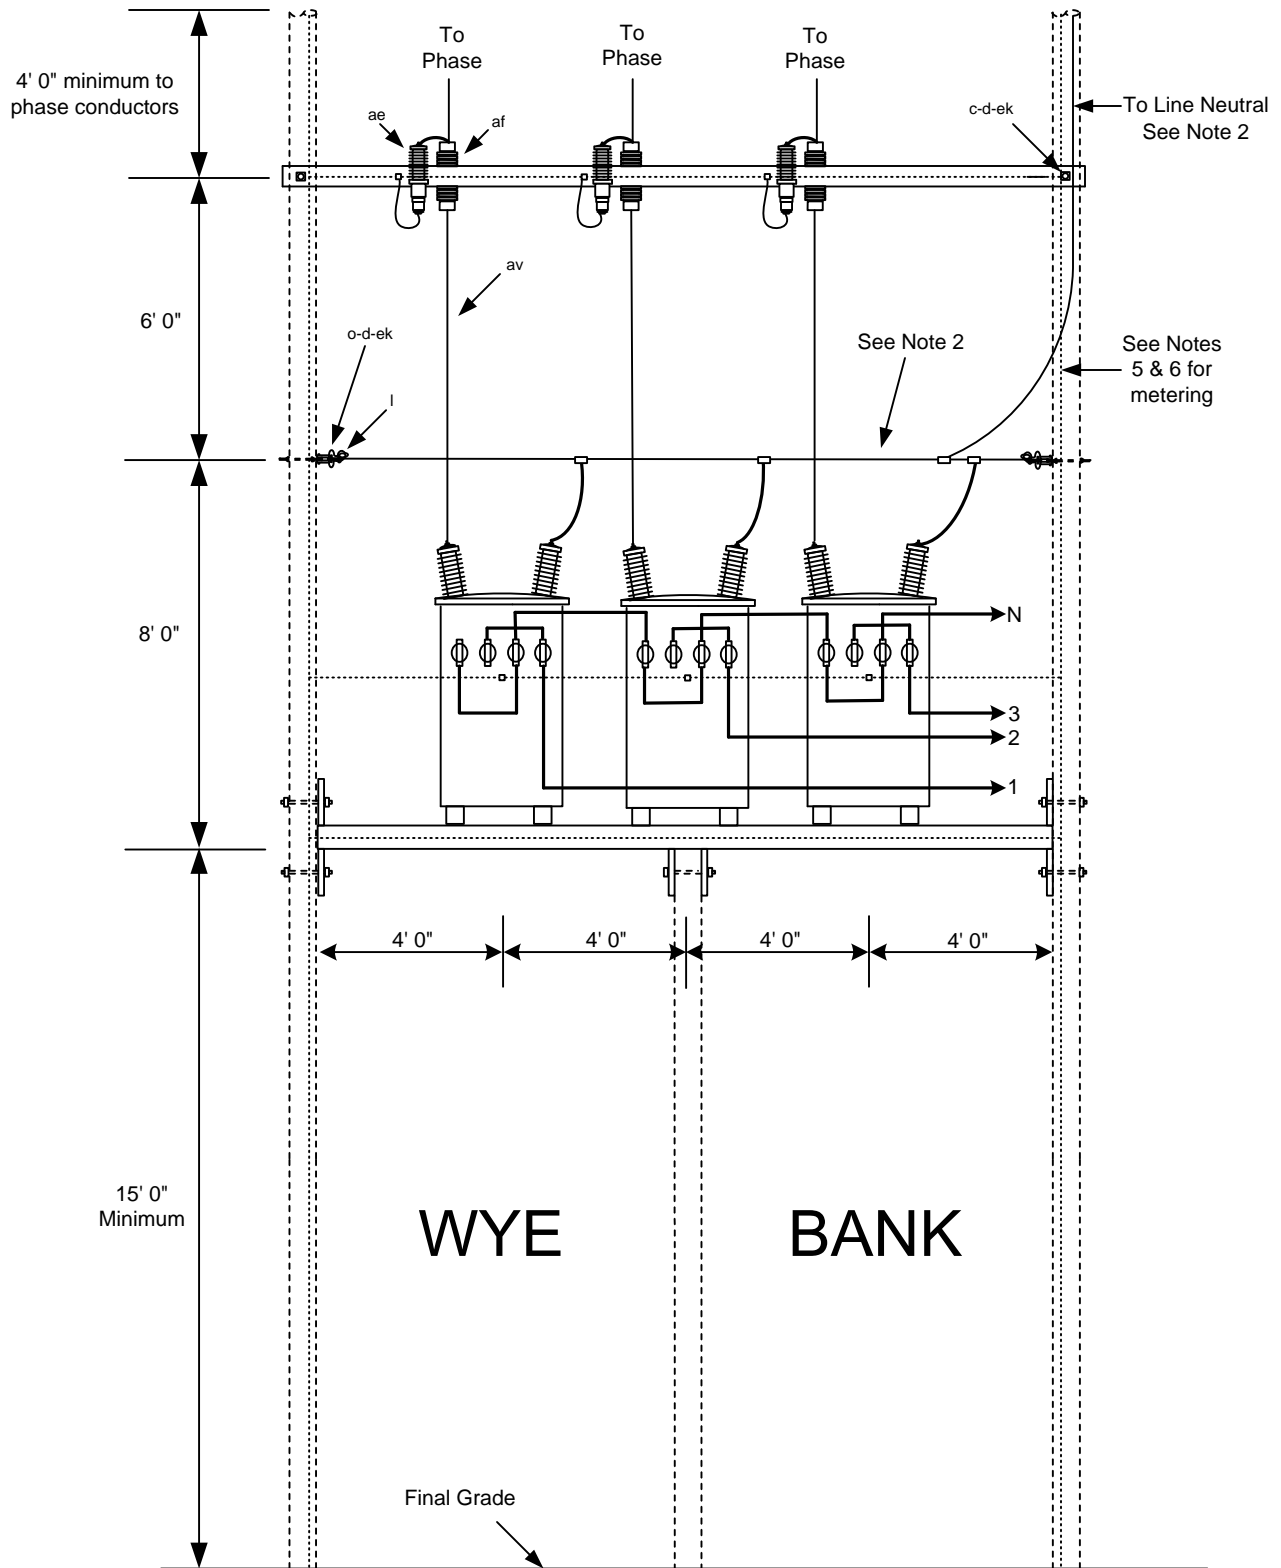 To
Phase
To
Phase
To
Phase
4' 0" minimum to
phase conductors
ae
af
c-d-ek
To Line Neutral
See Note 2
av
6' 0"
o-d-ek
l
See Note 2
See Notes
5 & 6 for
metering
8' 0"
N
3
2
1
4' 0"
4' 0"
4' 0"
4' 0"
15' 0"
Minimum
WYE
BANK
Final Grade